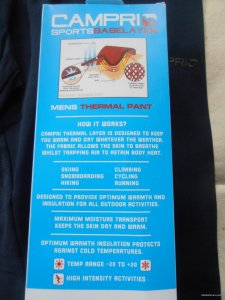 CAMPRI
SPORTSBASELAYER
MENS THERMAL PANT
HOW IT WORKS?
CAMPRI THERMAL LAYER IS DESIGNED TO KEEP
YOU WARM AND DRY WHATEVER THE WEATHER.
THE FABRIC ALLOWS THE SKIN TO BREATHE
WHILST TRAPPING AIR TO RETAIN BODY HEAT.
SKIING
CLIMBING
SNOWBOARDING
CYCLING
HIKING
RUNNING
DESIGNED TO PROVIDE OPTIMUM WARMTH AND
INSULATION FOR ALL OUTDOOR ACTIVITIES.
MAXIMUM MOISTURE TRANSPORT
KEEPS THE SKIN DRY AND WARM.
OPTIMUM WARMTH INSULATION PROTECTS
AGAINST COLD TEMPERATURES.
TEMP RANGE -25 TO +20
HIGH INTENSITY ACTIVITIES